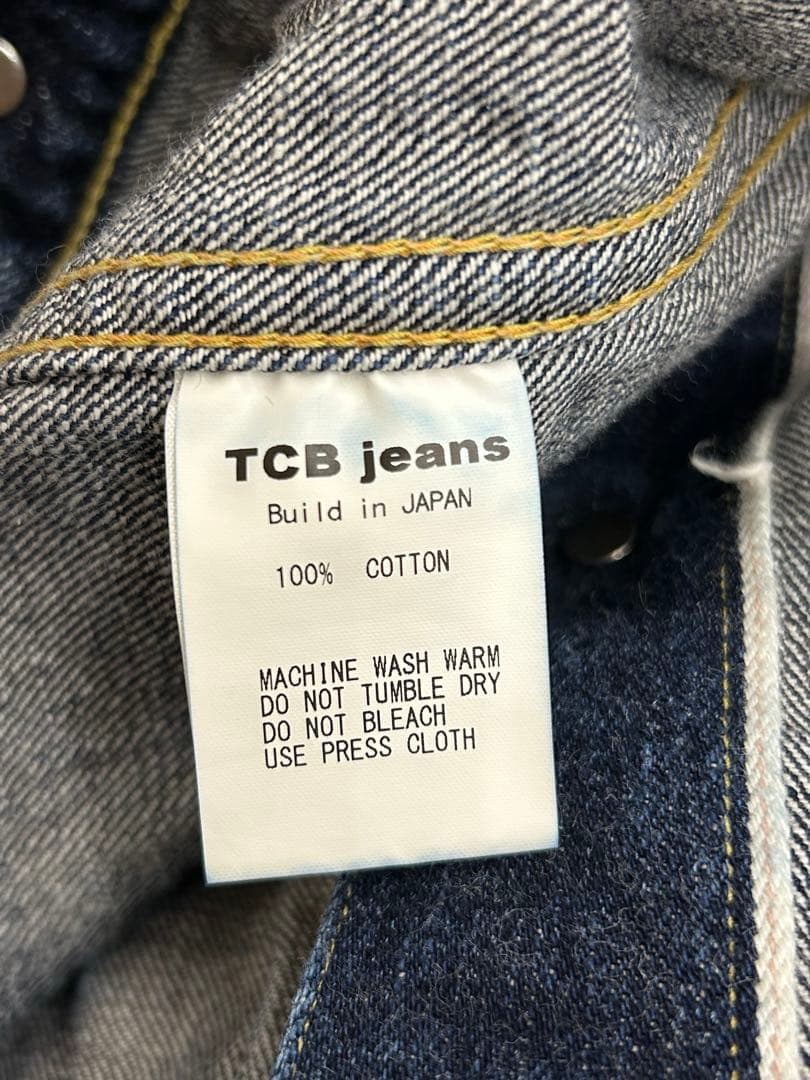 TCB jeans
Build in JAPAN
100% COTTON
MACHINE WASH WARM
DO NOT TUMBLE DRY
DO NOT BLEACH
USE PRESS CLOTH